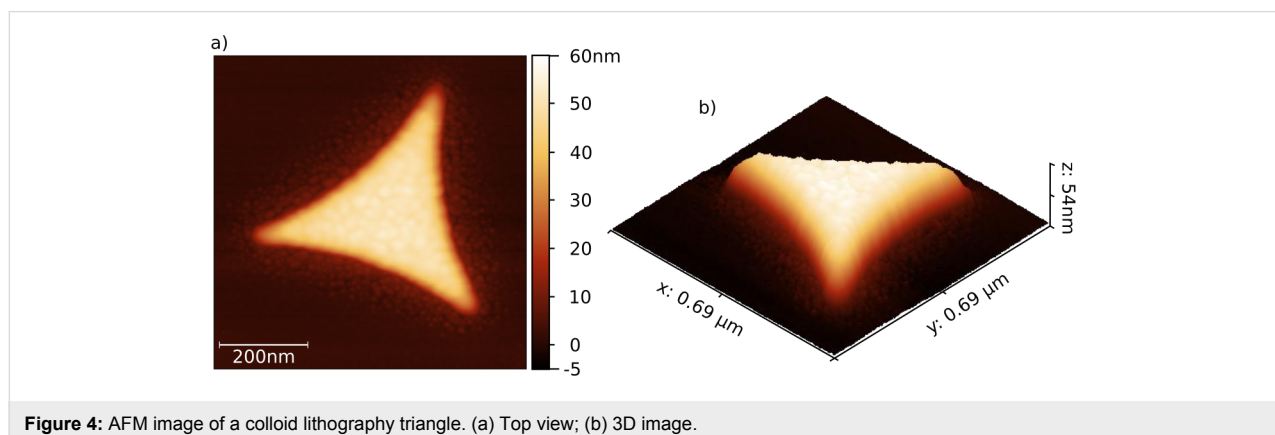 a)
60nm
50
40
30
20
10
0
-5
200nm
b)
z: 54nm
x: 0.69 µm
y: 0.69 µm
Figure 4: AFM image of a colloid lithography triangle. (a) Top view; (b) 3D image.